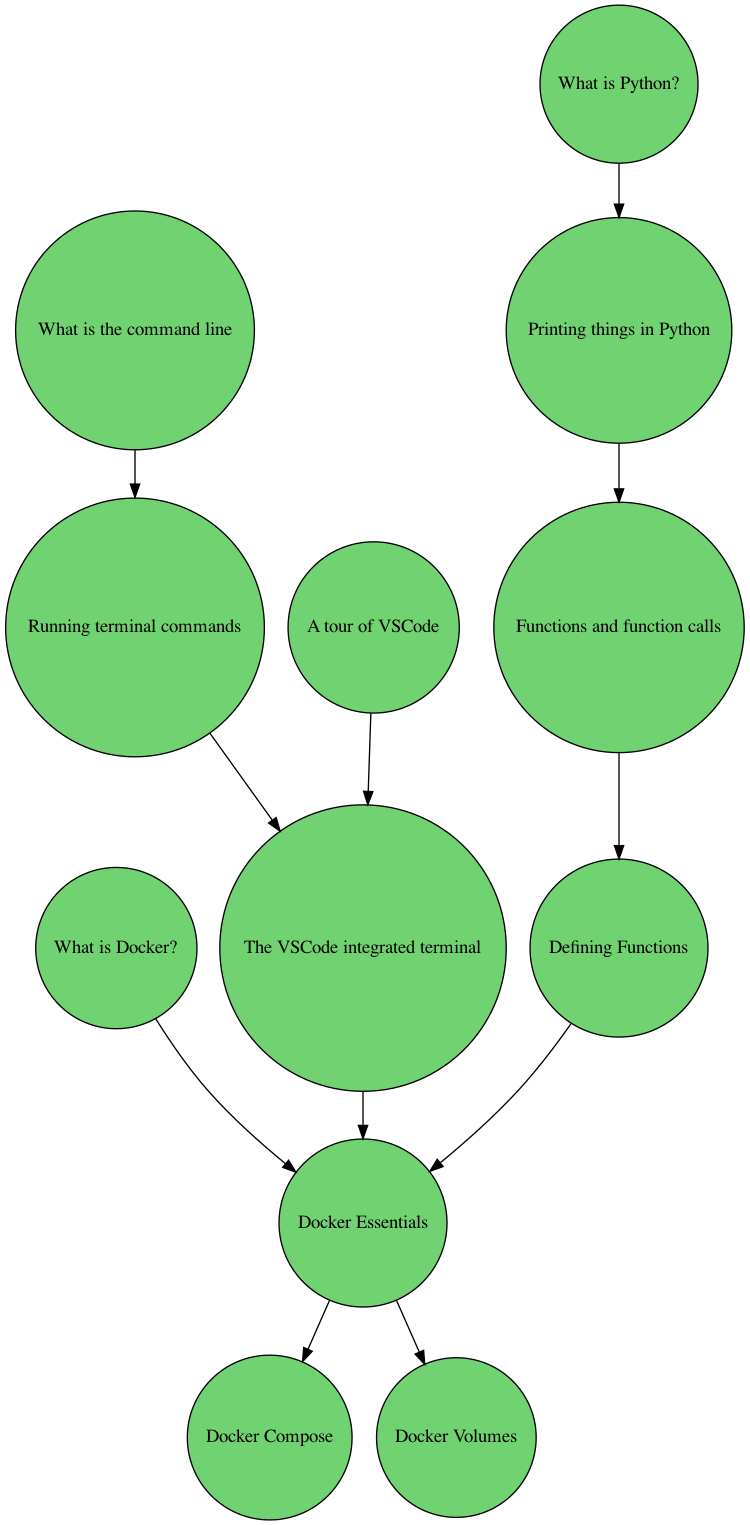 What is Python?
What is the command line
Printing things in Python
Running terminal commands
A tour of VSCode
Functions and function calls
What is Docker?
The VSCode integrated terminal
Defining Functions
Docker Essentials
Docker Compose
Docker Volumes